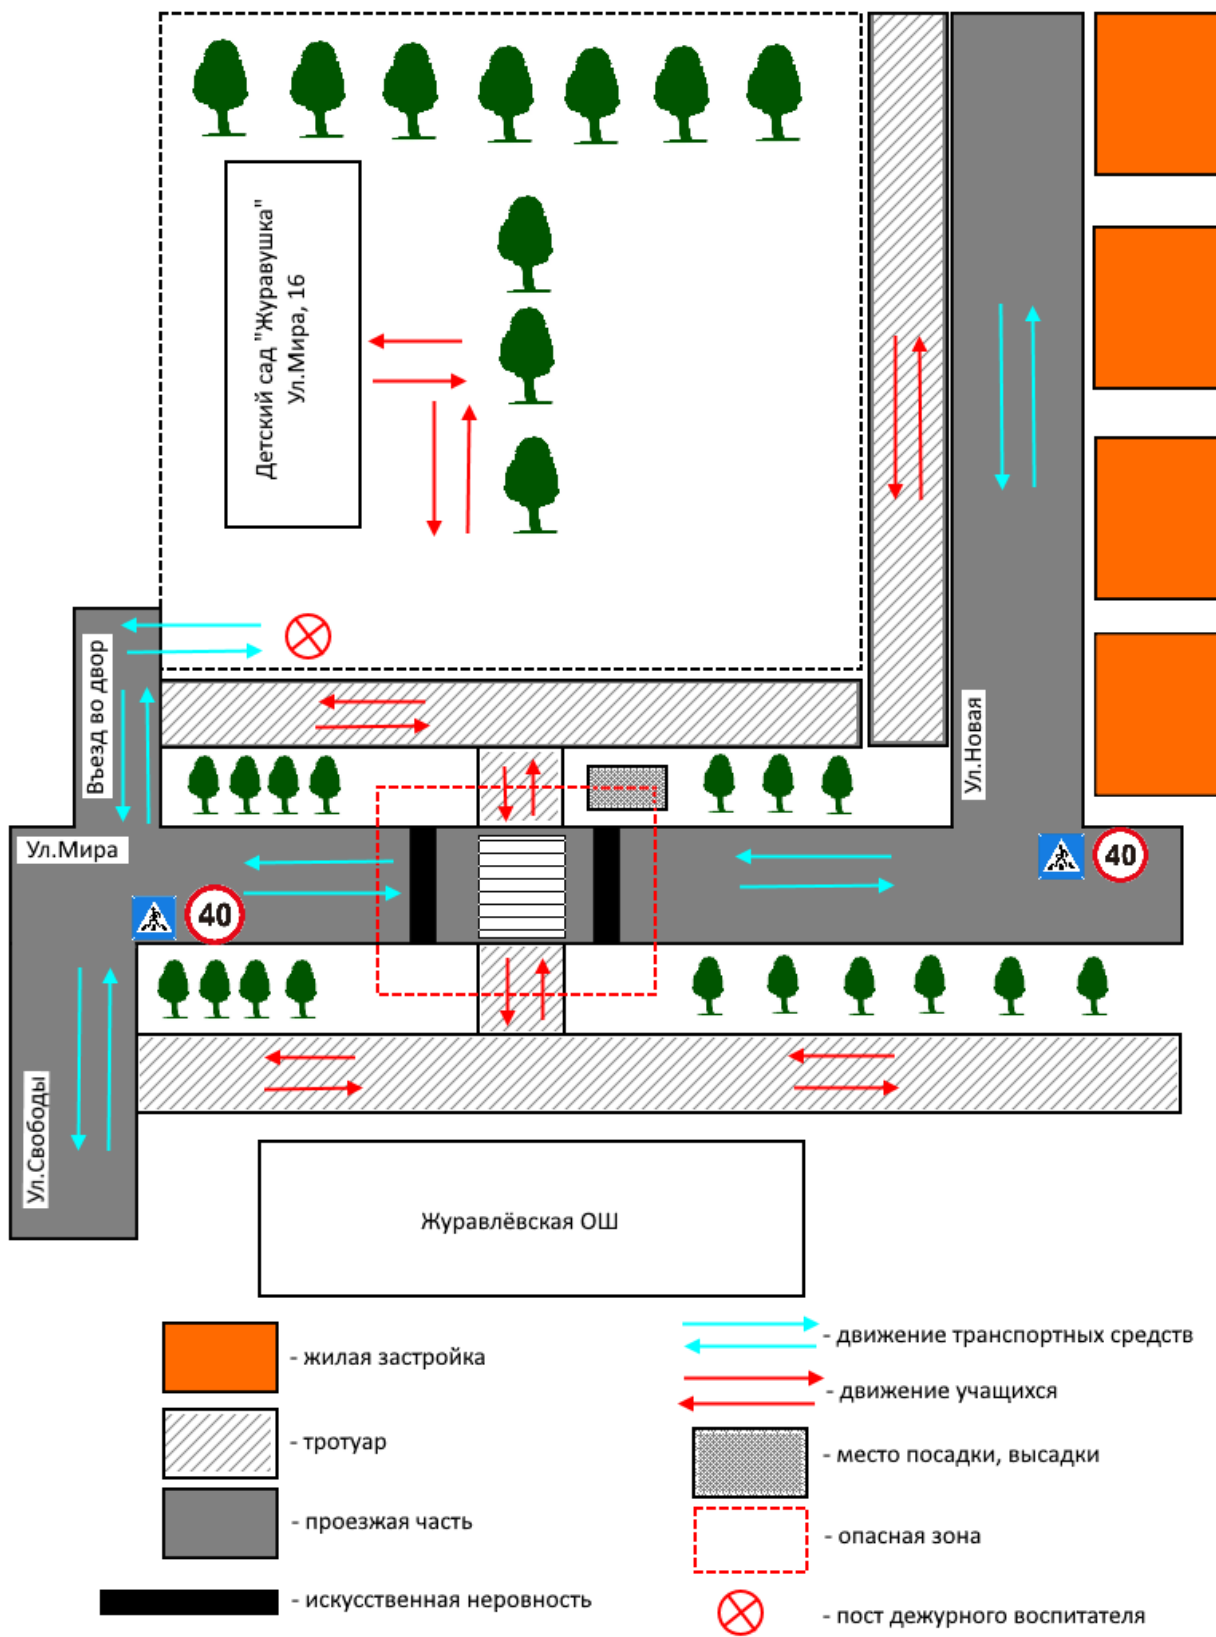 Детский сад "Журавушка"
Ул.Мира, 16
Въезд во двор
Ул.Новая
Ул.Мира
40
40
Ул.Свободы
Журавлёвская ОШ
- жилая застройка
- тротуар
- проезжая часть
- искусственная неровность
- движение транспортных средств
- движение учащихся
- место посадки, высадки
- опасная зона
- пост дежурного воспитателя